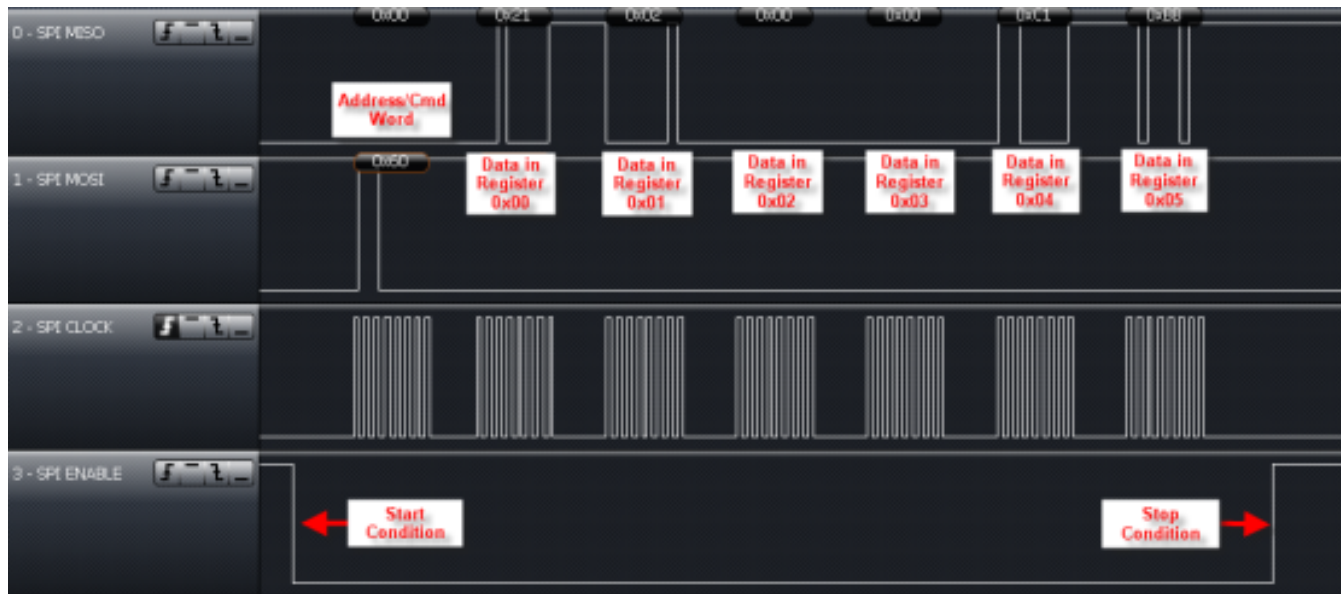 0x00 0x21 0x02 0x00 0x00 0xC1 0xBB
0 - SPI MISO
Address/Cmd
Word
0x60
1 - SPI MOSI
Data in
Register
0x00
Data in
Register
0x01
Data in
Register
0x02
Data in
Register
0x03
Data in
Register
0x04
Data in
Register
0x05
2 - SPI CLOCK
3 - SPI ENABLE
Start
Condition
Stop
Condition